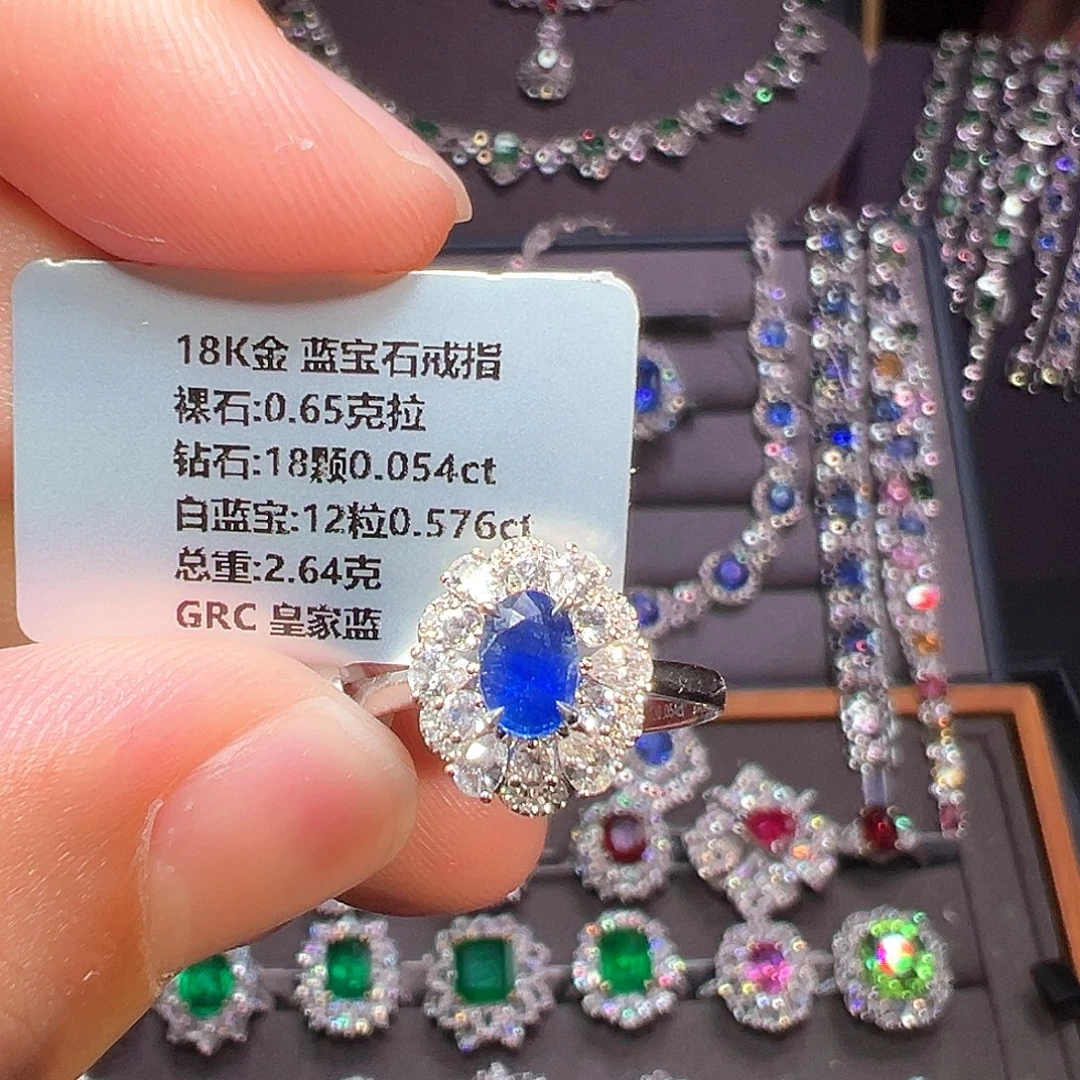 18K金 蓝宝石戒指
裸石:0.65克拉
钻石:18颗0.054ct
白蓝宝:12粒0.576ct
总重:2.64克
GRC 皇家蓝